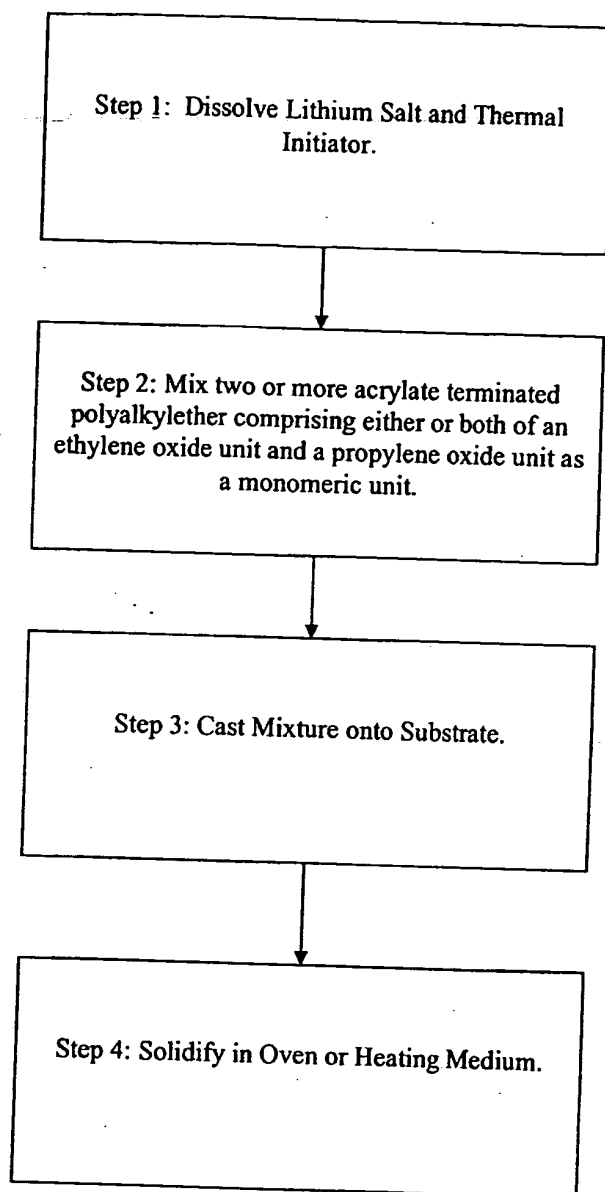 Step 1: Dissolve Lithium Salt and Thermal
Initiator.
Step 2: Mix two or more acrylate terminated
polyalkylether comprising either or both of an
ethylene oxide unit and a propylene oxide unit as
a monomeric unit.
Step 3: Cast Mixture onto Substrate.
Step 4: Solidify in Oven or Heating Medium.